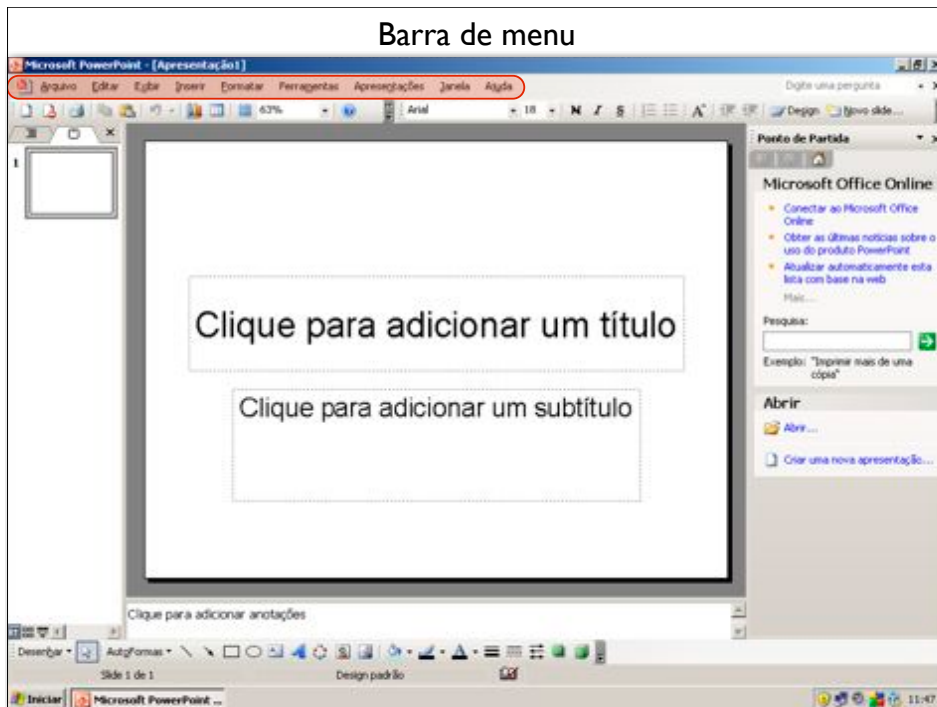 Barra de menu
Microsoft PowerPoint - [Apresentação1]
Arquivo Editar Exibir Inserir Formatar Ferramentas Apresentações Janela Ajuda
Digite uma pergunta
63% Arial 18 N I S A Design Novo slide...
Ponto de Partida
1
Microsoft Office Online
Conectar ao Microsoft Office
Online
Obter as últimas notícias sobre o
uso do produto PowerPoint
Atualizar automaticamente esta
lista com base na web
Mais...
Pesquisa:
Exemplo: "Imprimir mais de uma
cópia"
Abrir
Abrir...
Criar uma nova apresentação...
Clique para adicionar um título
Clique para adicionar um subtítulo
Clique para adicionar anotações
Desenhar AutoFormas
Slide 1 de 1 Design padrão
Iniciar Microsoft PowerPoint ... 11:47